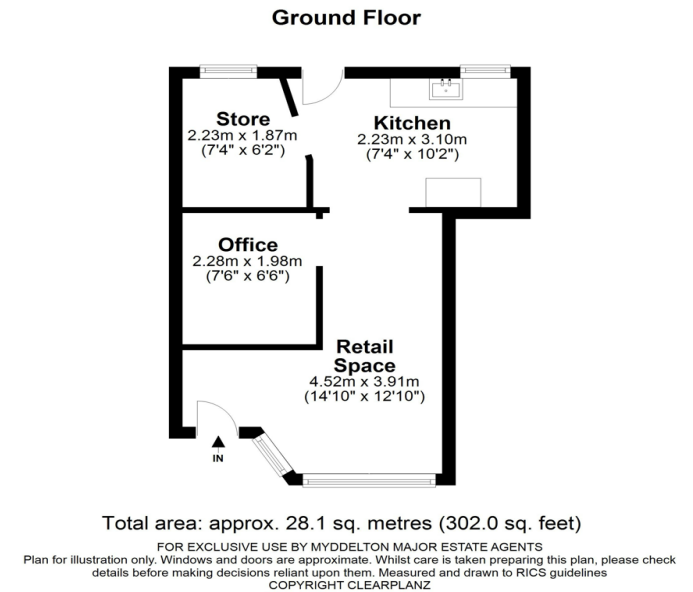 Ground Floor
Store
2.23m x 1.87m
(7'4" x 6'2")
Kitchen
2.23m x 3.10m
(7'4" x 10'2")
Office
2.28m x 1.98m
(7'6" x 6'6")
Retail
Space
4.52m x 3.91m
(14'10" x 12'10")
IN
Total area: approx. 28.1 sq. metres (302.0 sq. feet)
FOR EXCLUSIVE USE BY MYDDELTON MAJOR ESTATE AGENTS
Plan for illustration only. Windows and doors are approximate. Whilst care is taken preparing this plan, please check
details before making decisions reliant upon them. Measured and drawn to RICS guidelines
COPYRIGHT CLEARPLANZ